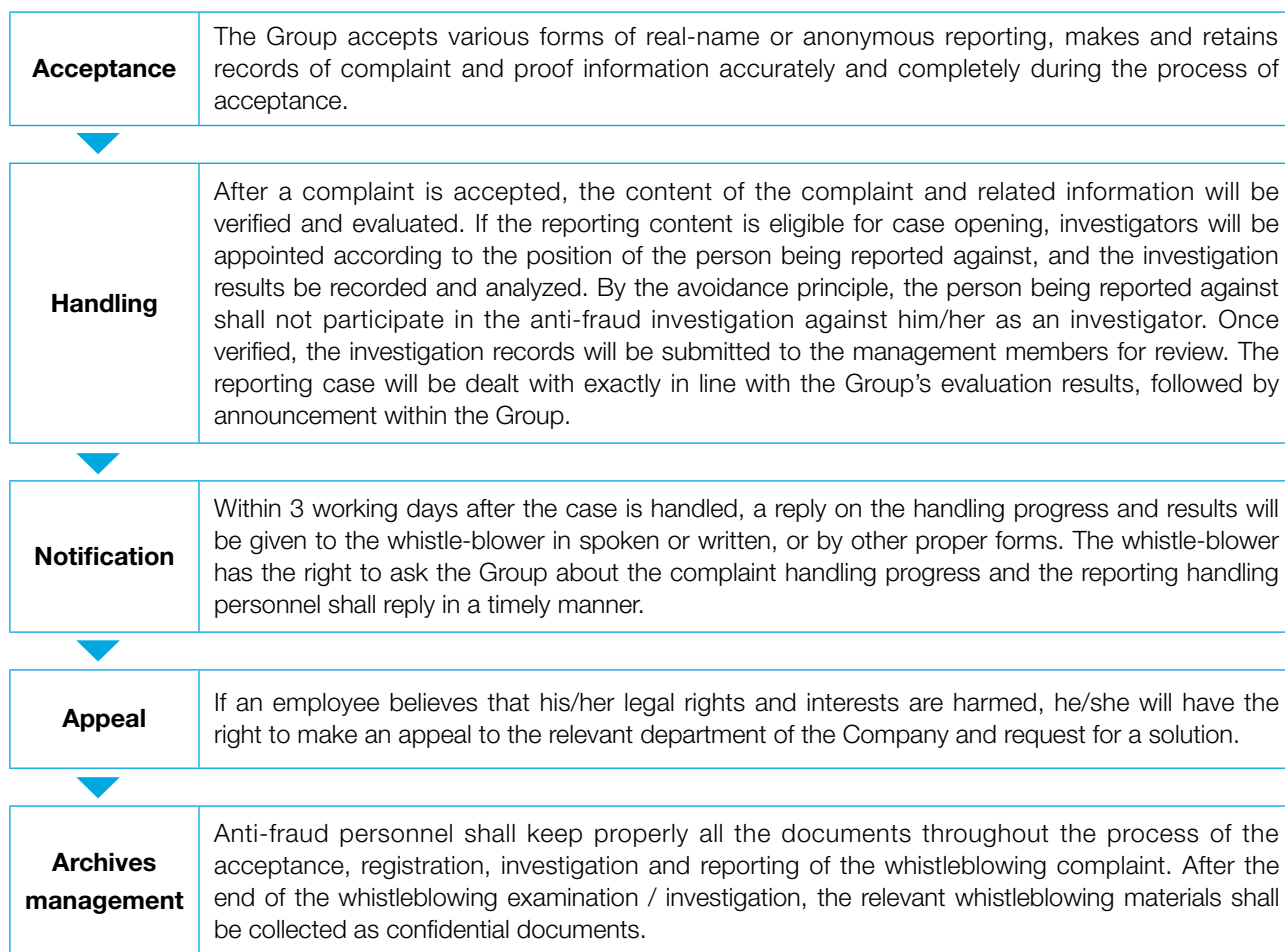 Acceptance
The Group accepts various forms of real-name or anonymous reporting, makes and retains
records of complaint and proof information accurately and completely during the process of
acceptance.
Handling
After a complaint is accepted, the content of the complaint and related information will be
verified and evaluated. If the reporting content is eligible for case opening, investigators will be
appointed according to the position of the person being reported against, and the investigation
results be recorded and analyzed. By the avoidance principle, the person being reported against
shall not participate in the anti-fraud investigation against him/her as an investigator. Once
verified, the investigation records will be submitted to the management members for review. The
reporting case will be dealt with exactly in line with the Group's evaluation results, followed by
announcement within the Group.
Notification
Within 3 working days after the case is handled, a reply on the handling progress and results will
be given to the whistle-blower in spoken or written, or by other proper forms. The whistle-blower
has the right to ask the Group about the complaint handling progress and the reporting handling
personnel shall reply in a timely manner.
Appeal
If an employee believes that his/her legal rights and interests are harmed, he/she will have the
right to make an appeal to the relevant department of the Company and request for a solution.
Archives
management
Anti-fraud personnel shall keep properly all the documents throughout the process of the
acceptance, registration, investigation and reporting of the whistleblowing complaint. After the
end of the whistleblowing examination / investigation, the relevant whistleblowing materials shall
be collected as confidential documents.